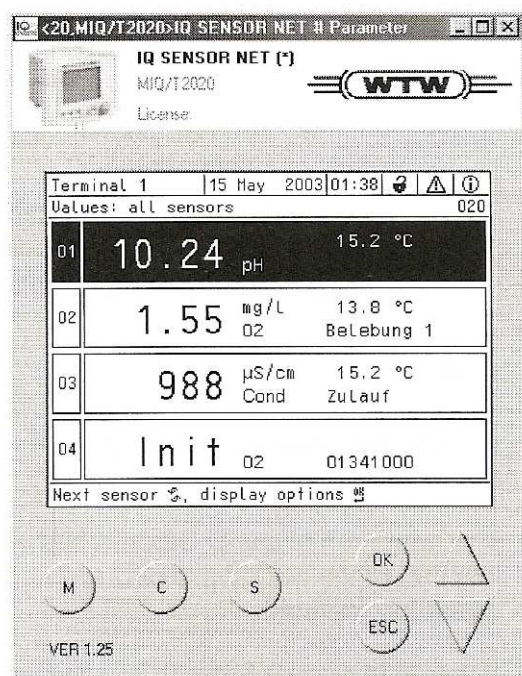 <20,MIQ/T2020>IQ SENSOR NET # Parameter
IQ SENSOR NET (*)
MIQ/T2020
License:
WTW
Terminal 1 15 May 2003 01:38
Values: all sensors 020
01 10.24 pH 15.2 °C
02 1.55 mg/l O2 13.8 °C Belebung 1
03 988 µS/cm Cond 15.2 °C Zulauf
04 Init O2 01341000
Next sensor , display options
M C S OK
ESC
VER 1.25